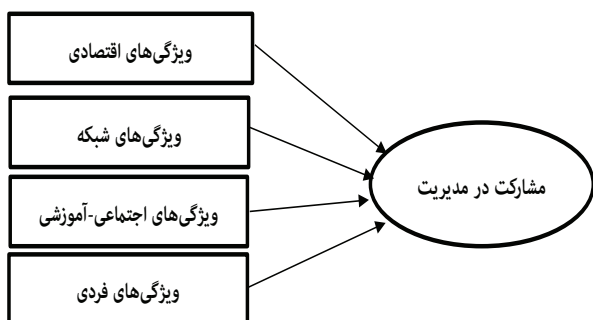 ویژگی‌های اقتصادی
ویژگی‌های شبکه
ویژگی‌های اجتماعی-آموزشی
ویژگی‌های فردی
مشارکت در مدیریت